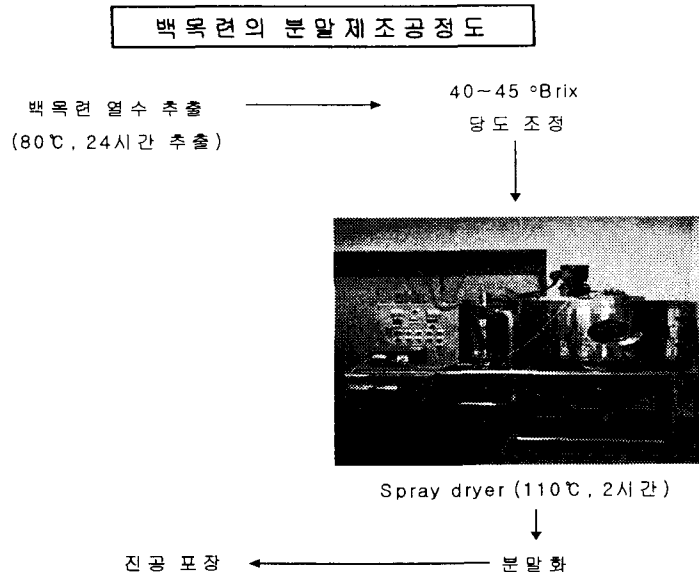 백목련의 분말제조공정도
백목련 열수 추출
(80℃, 24시간 추출)
40~45 °Brix
당도 조정
Spray dryer (110℃, 2시간)
분말화
진공 포장